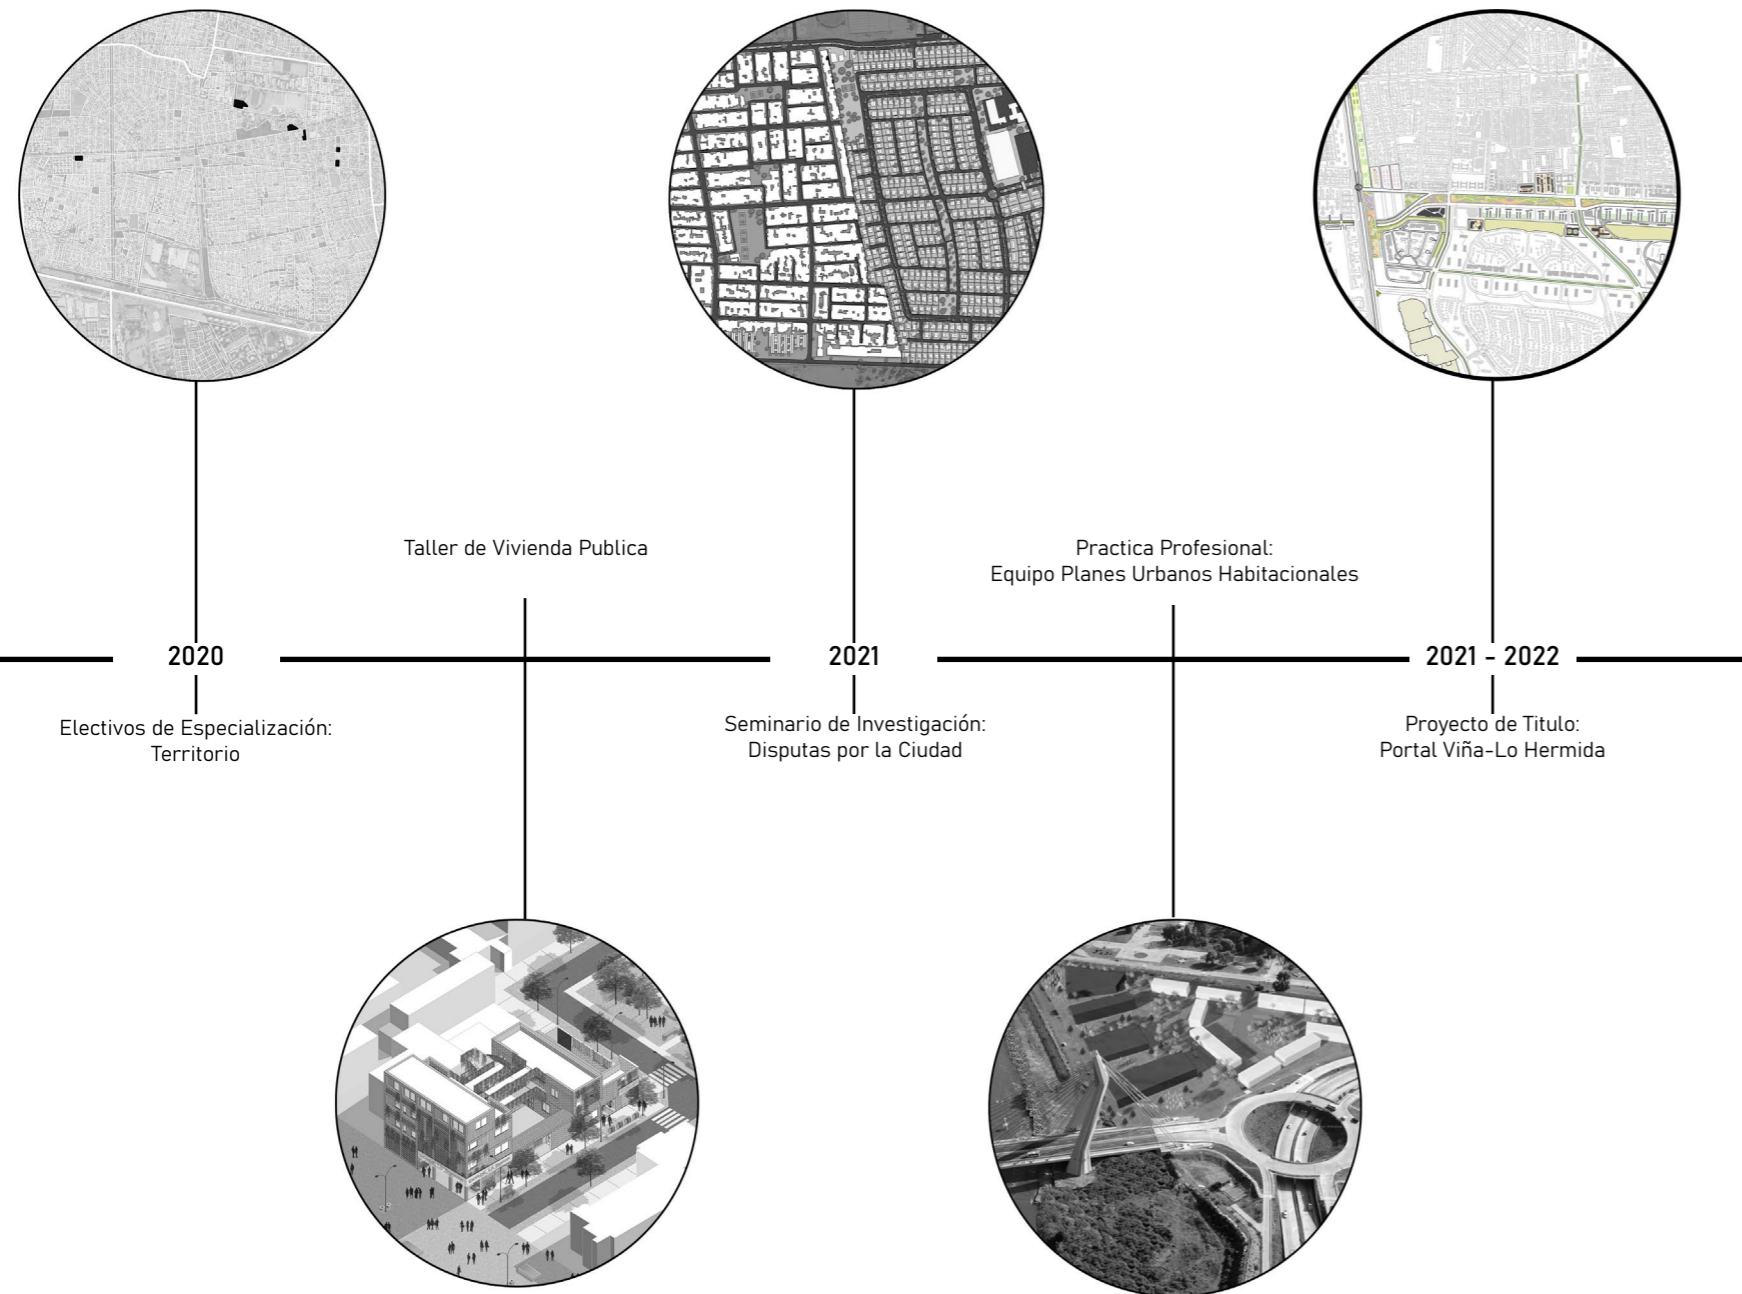 Taller de Vivienda Publica
Practica Profesional:
Equipo Planes Urbanos Habitacionales
2020
2021
2021 - 2022
Electivos de Especialización:
Territorio
Seminario de Investigación:
Disputas por la Ciudad
Proyecto de Titulo:
Portal Viña-Lo Hermida